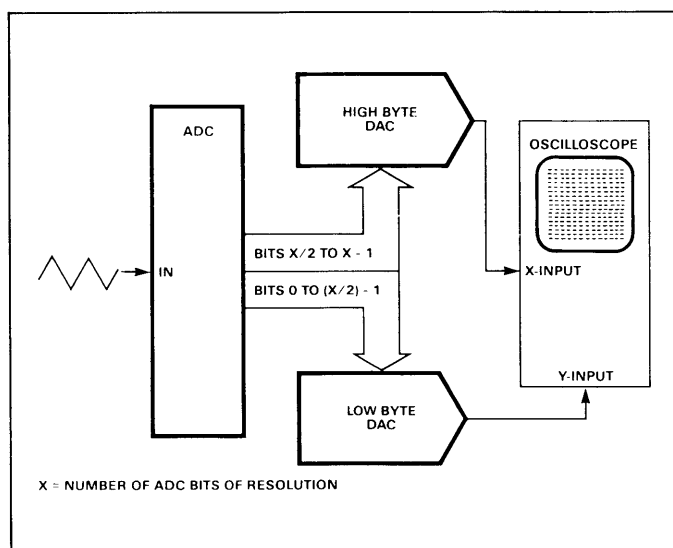 ADC
HIGH BYTE
DAC
OSCILLOSCOPE
BITS X/2 TO X - 1
IN
X-INPUT
BITS 0 TO (X/2) - 1
Y-INPUT
LOW BYTE
DAC
X = NUMBER OF ADC BITS OF RESOLUTION